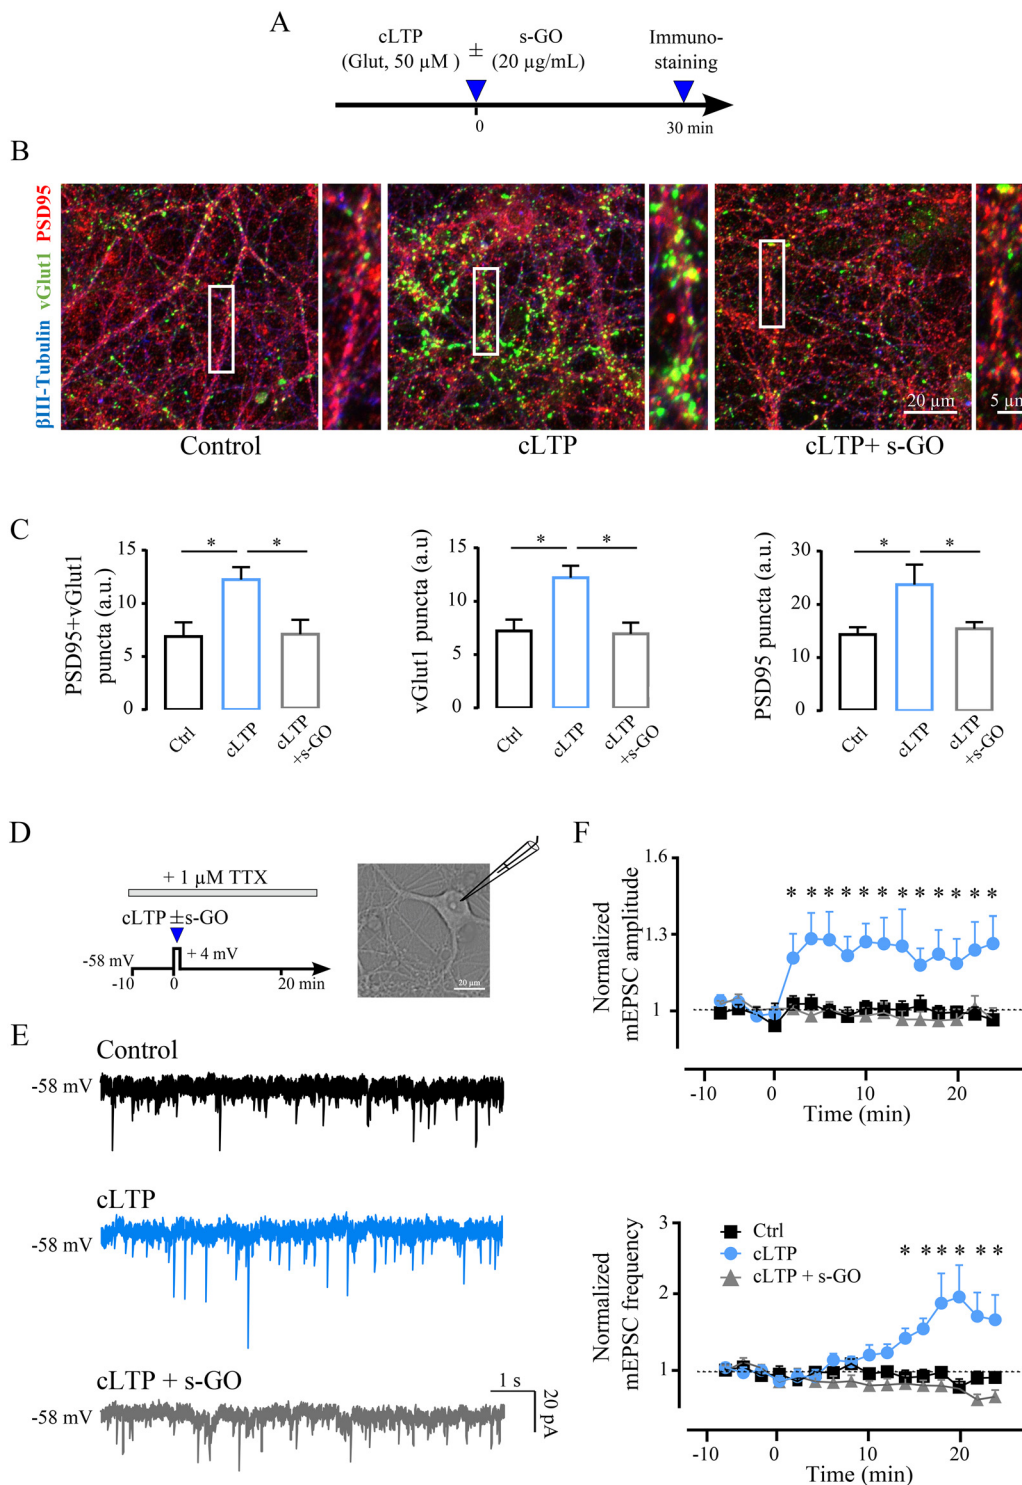 A
cLTP ± s-GO Immuno-
(Glut, 50 µM ) (20 µg/mL) staining
0 30 min
B
βIII-Tubulin vGlut1 PSD95
20 µm 5 µm
Control cLTP cLTP+ s-GO
C
PSD95+vGlut1
puncta (a.u.)
15
10
5
0
* *
Ctrl
cLTP
cLTP
+s-GO
vGlut1 puncta (a.u)
15
10
5
0
* *
Ctrl
cLTP
cLTP
+s-GO
PSD95 puncta (a.u.)
30
20
10
0
* *
Ctrl
cLTP
cLTP
+s-GO
D
+ 1 µM TTX
cLTP ±s-GO
-58 mV + 4 mV
-10 0 20 min
20 µm
E
Control
-58 mV
cLTP
-58 mV
cLTP + s-GO
1 s
20 pA
-58 mV
F
Normalized
mEPSC amplitude
1.6
1.3
1
* * * * * * * * * * * *
-10 0 10 20
Time (min)
Normalized
mEPSC frequency
3
2
1
Ctrl
cLTP
cLTP + s-GO
* * * * * *
-10 0 10 20
Time (min)